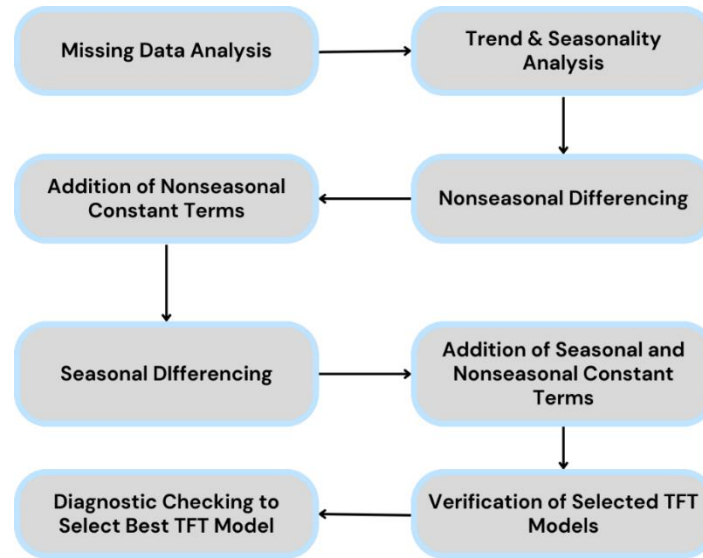 Missing Data Analysis
Trend & Seasonality
Analysis
Nonseasonal Differencing
Addition of Nonseasonal
Constant Terms
Seasonal DIfferencing
Addition of Seasonal and
Nonseasonal Constant
Terms
Verification of Selected TFT
Models
Diagnostic Checking to
Select Best TFT Model